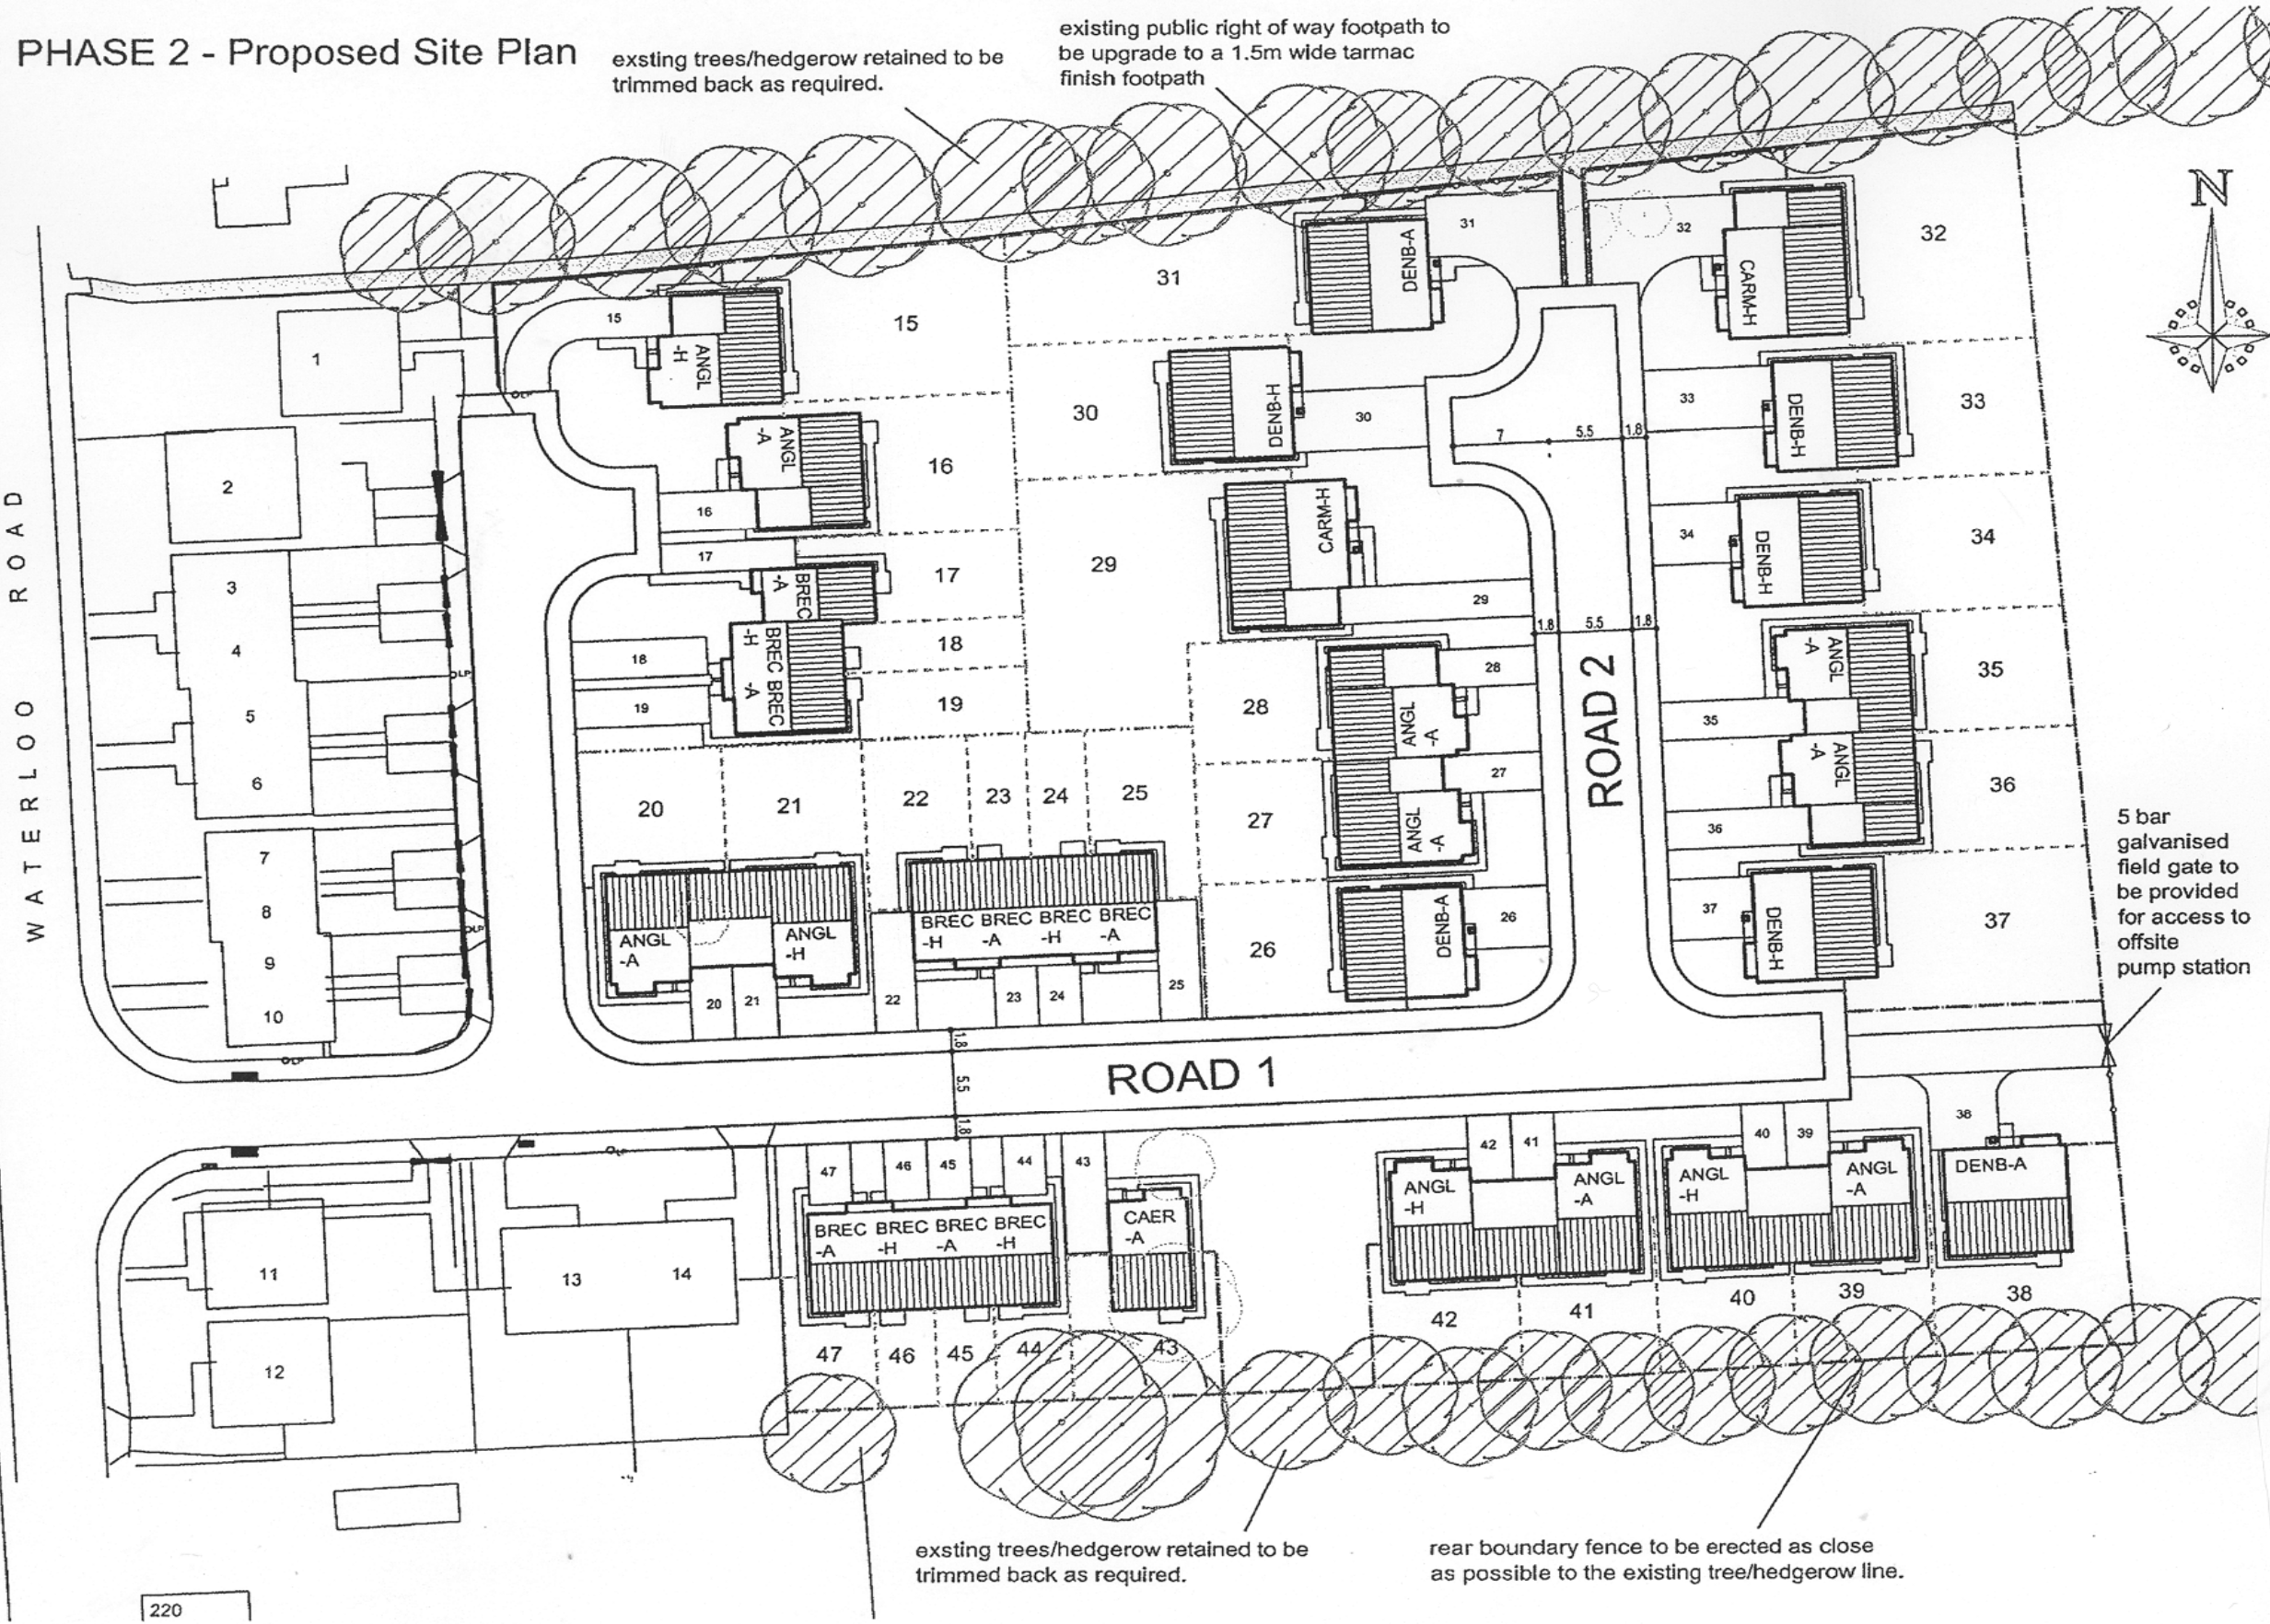 PHASE 2 - Proposed Site Plan
exsting trees/hedgerow retained to be
trimmed back as required.
existing public right of way footpath to
be upgrade to a 1.5m wide tarmac
finish footpath
N
WATERLOO ROAD
1
2
3
4
5
6
7
8
9
10
11
12
13
14
220
15
ANGL
-H
15
ANGL
-A
16
16
17
BREC
-A
17
18
BREC BREC
-H -A
18
19
19
20
21
22
23
24
25
ANGL
-A
ANGL
-H
20
21
22
BREC BREC BREC BREC
-H -A -H -A
23
24
25
31
DENB-A
31
30
DENB-H
30
29
CARM-H
29
28
ANGL
-A
28
27
ANGL
-A
27
26
DENB-A
26
7
5.5
1.8
1.8
5.5
1.8
ROAD 2
32
CARM-H
32
33
DENB-H
33
34
DENB-H
34
35
ANGL
-A
35
36
ANGL
-A
36
37
DENB-H
37
5 bar
galvanised
field gate to
be provided
for access to
offsite
pump station
1.8
5.5
1.8
ROAD 1
LP
LP
LP
LP
LP
47
46
45
44
43
BREC BREC BREC BREC
-A -H -A -H
CAER
-A
47
46
45
44
43
42
41
40
39
38
ANGL
-H
ANGL
-A
ANGL
-H
ANGL
-A
DENB-A
42
41
40
39
38
exsting trees/hedgerow retained to be
trimmed back as required.
rear boundary fence to be erected as close
as possible to the existing tree/hedgerow line.